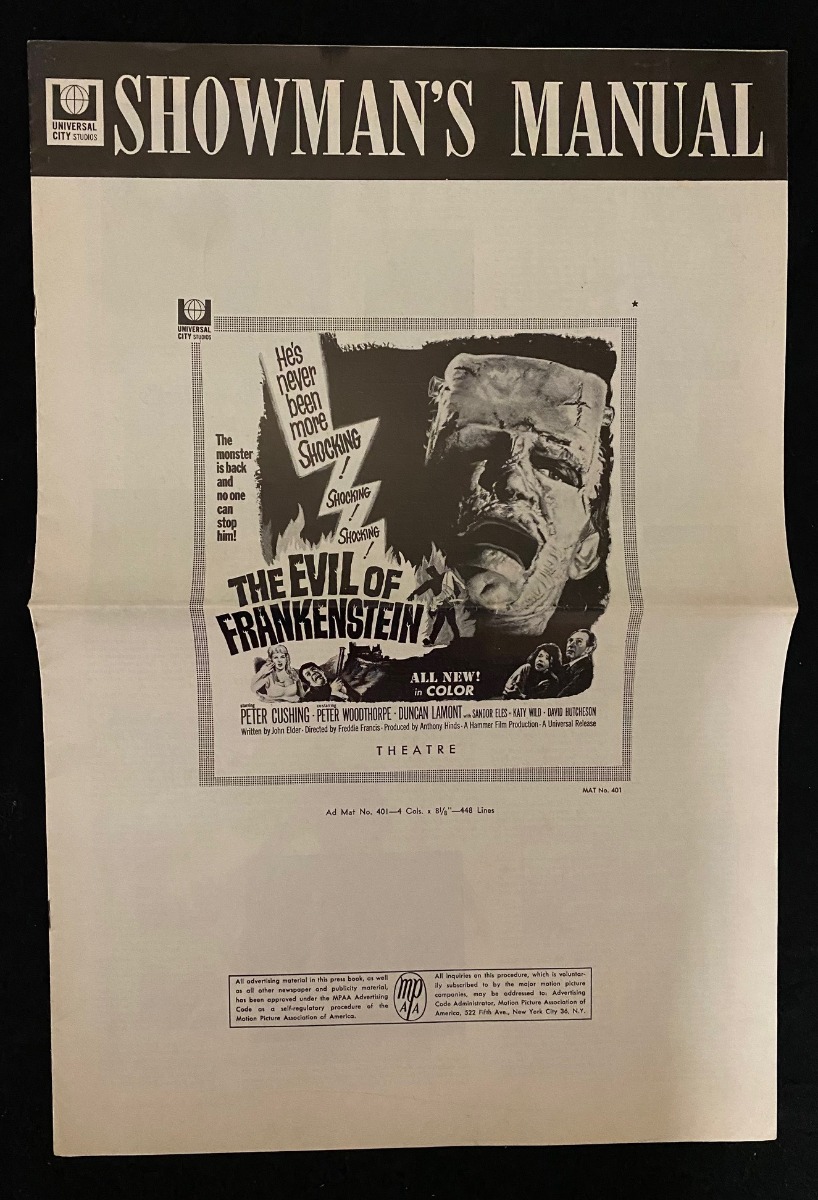 UNIVERSAL
CITY STUDIOS
SHOWMAN'S MANUAL
UNIVERSAL
CITY STUDIOS
*
He's
never
been
more
SHOCKING
!
SHOCKING
!
SHOCKING
!
The
monster
is back
and
no one
can
stop
him!
THE EVIL OF
FRANKENSTEIN
ALL NEW!
in COLOR
starring co-starring
PETER CUSHING · PETER WOODTHORPE · DUNCAN LAMONT with SANDOR ELES · KATY WILD · DAVID HUTCHESON
Written by John Elder · Directed by Freddie Francis · Produced by Anthony Hinds · A Hammer Film Production · A Universal Release
THEATRE
MAT No. 401
Ad Mat No. 401—4 Cols. x 8⅛"—448 Lines
All advertising material in this press book, as well
as all other newspaper and publicity material,
has been approved under the MPAA Advertising
Code as a self-regulatory procedure of the
Motion Picture Association of America.
mp
A A
All inquiries on this procedure, which is voluntar-
ily subscribed to by the major motion picture
companies, may be addressed to: Advertising
Code Administrator, Motion Picture Association of
America, 522 Fifth Ave., New York City 36, N.Y.